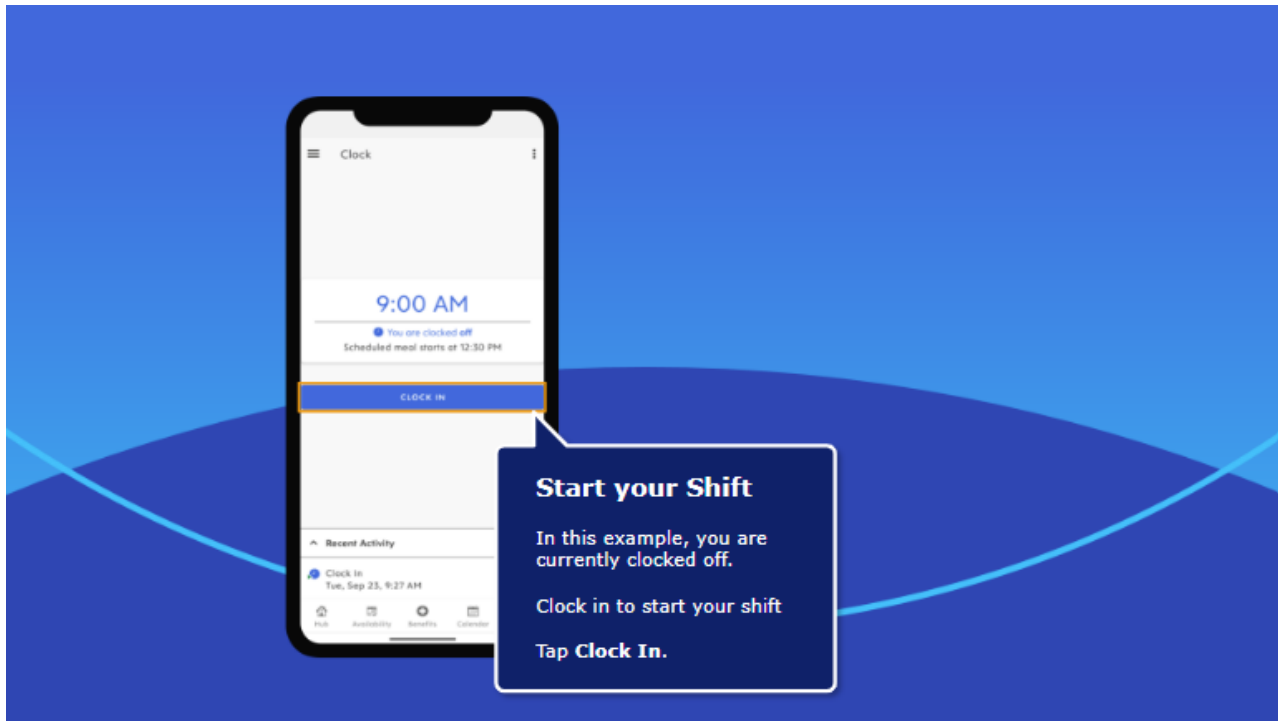 Clock
9:00 AM
You are clocked off
Scheduled meal starts at 12:30 PM
CLOCK IN
Start your Shift
In this example, you are
currently clocked off.
Clock in to start your shift
Tap Clock In.
Recent Activity
Clock In
Tue, Sep 23, 9:27 AM
Hub Availability Benefits Calendar